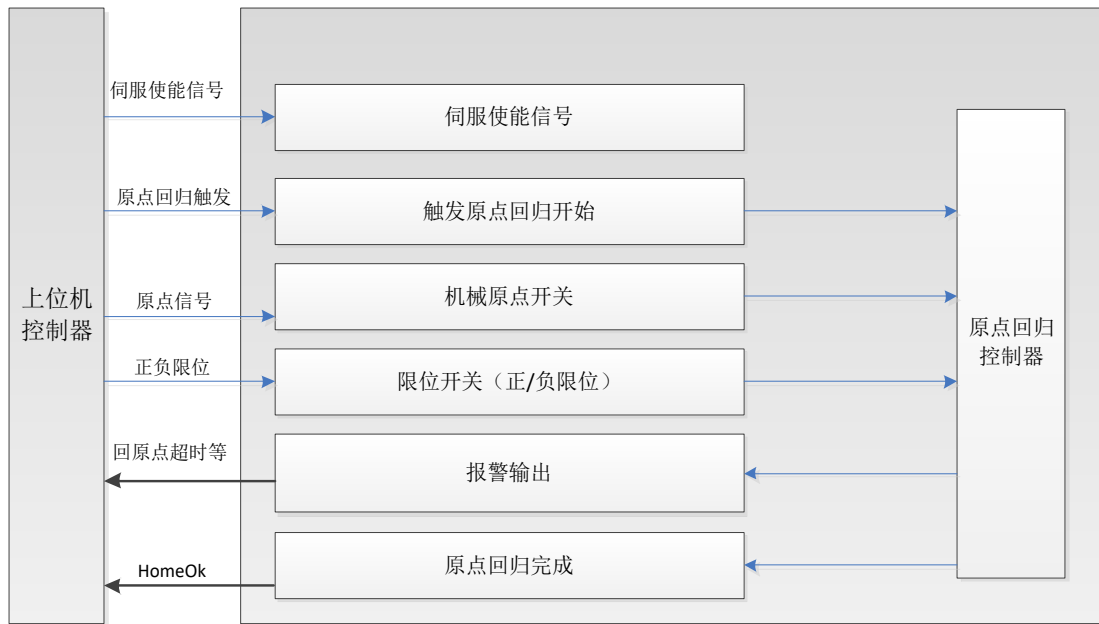 伺服使能信号
伺服使能信号
原点回归触发
触发原点回归开始
上位机
控制器
原点信号
机械原点开关
原点回归
控制器
正负限位
限位开关（正/负限位）
回原点超时等
报警输出
HomeOk
原点回归完成